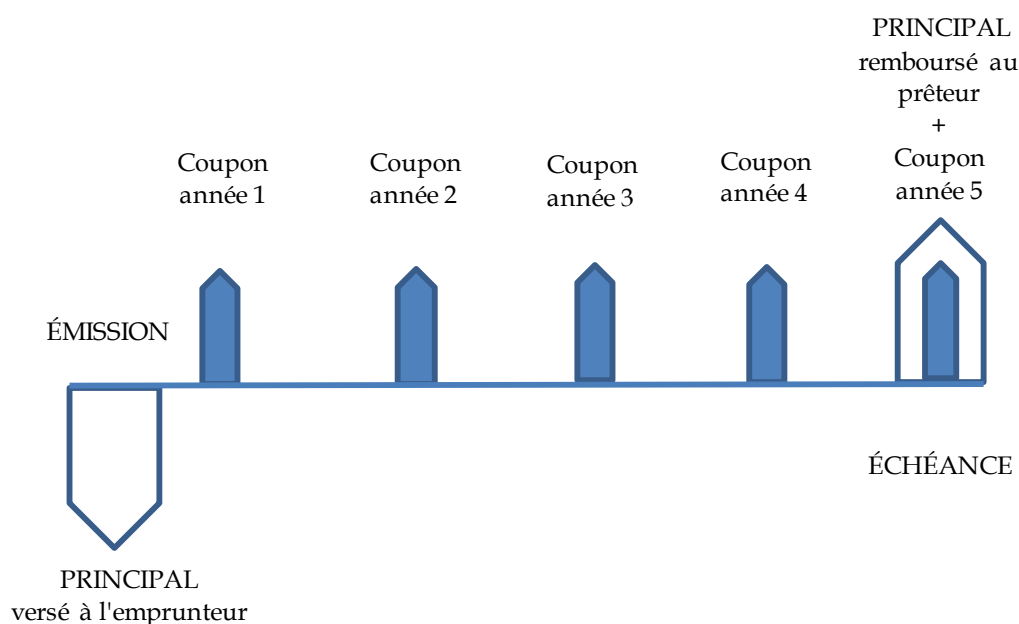 PRINCIPAL
remboursé au
prêteur
+
Coupon
année 5
Coupon
année 1
Coupon
année 2
Coupon
année 3
Coupon
année 4
ÉMISSION
ÉCHÉANCE
PRINCIPAL
versé à l'emprunteur